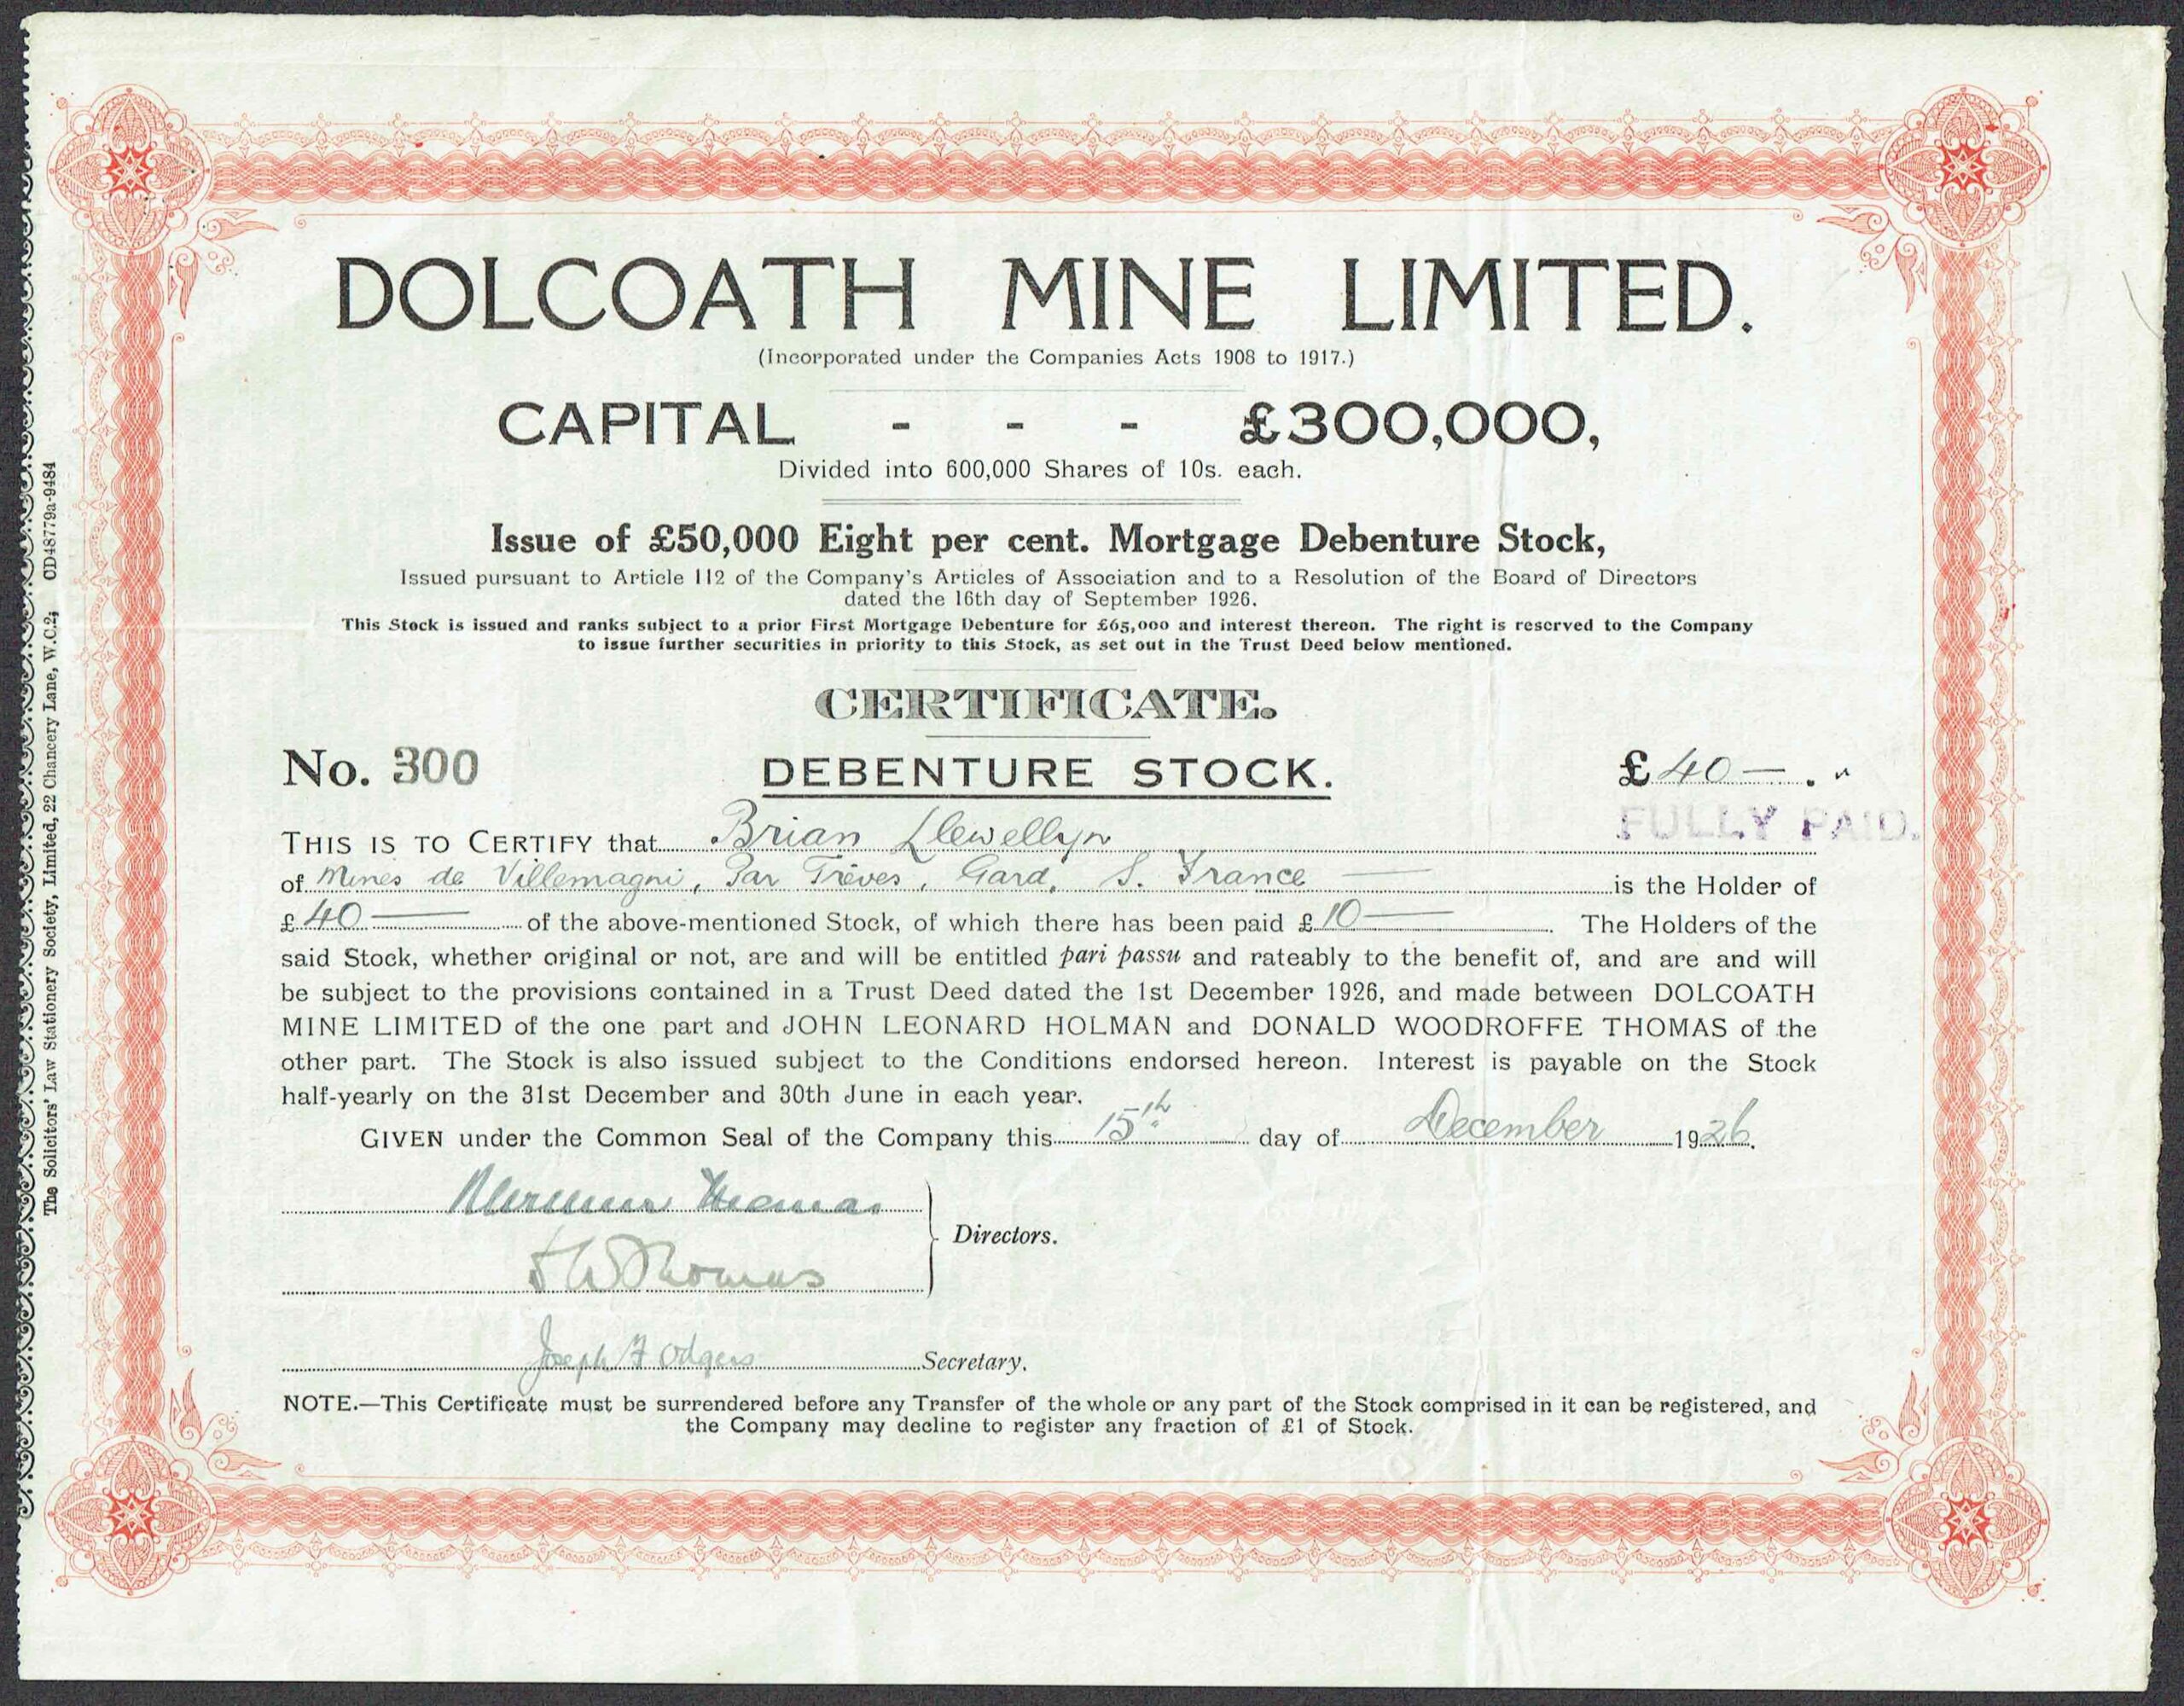 DOLCOATH MINE LIMITED.
(Incorporated under the Companies Acts 1908 to 1917.)
CAPITAL - - - £300,000,
Divided into 600,000 Shares of 10s. each.
Issue of £50,000 Eight per cent. Mortgage Debenture Stock,
Issued pursuant to Article 112 of the Company's Articles of Association and to a Resolution of the Board of Directors
dated the 16th day of September 1926.
This Stock is issued and ranks subject to a prior First Mortgage Debenture for £65,000 and interest thereon. The right is reserved to the Company
to issue further securities in priority to this Stock, as set out in the Trust Deed below mentioned.
CERTIFICATE.
No. 300 DEBENTURE STOCK. £40
FULLY PAID.
THIS IS TO CERTIFY that Brian Llewellyn
of Mines de Villemagni, Par Trèves, Gard, S. France is the Holder of
£40 of the above-mentioned Stock, of which there has been paid £10. The Holders of the
said Stock, whether original or not, are and will be entitled pari passu and rateably to the benefit of, and are and will
be subject to the provisions contained in a Trust Deed dated the 1st December 1926, and made between DOLCOATH
MINE LIMITED of the one part and JOHN LEONARD HOLMAN and DONALD WOODROFFE THOMAS of the
other part. The Stock is also issued subject to the Conditions endorsed hereon. Interest is payable on the Stock
half-yearly on the 31st December and 30th June in each year.
GIVEN under the Common Seal of the Company this 15th day of December 1926.
Thomas
Thomas
Directors.
Joseph F Odgers Secretary.
NOTE.—This Certificate must be surrendered before any Transfer of the whole or any part of the Stock comprised in it can be registered, and
the Company may decline to register any fraction of £1 of Stock.
The Solicitors' Law Stationery Society, Limited, 22 Chancery Lane, W.C.2; CD48779a-9484